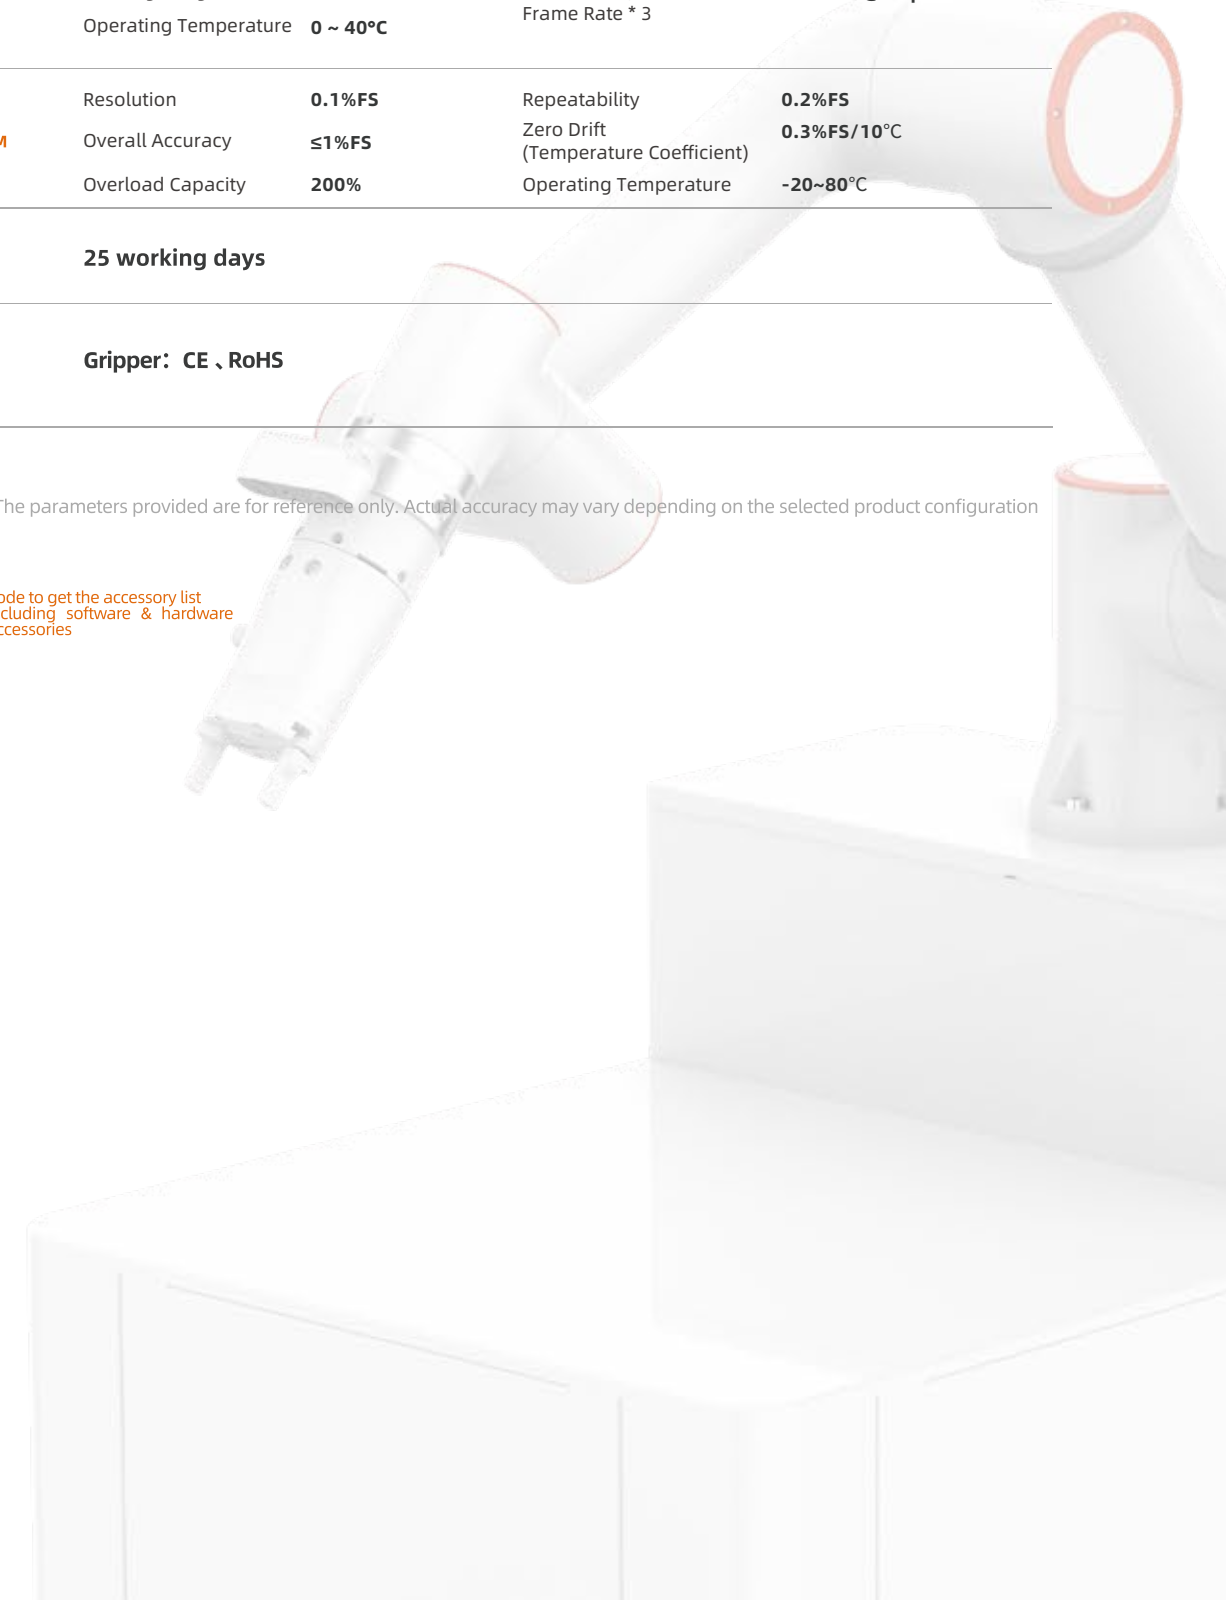 Frame Rate * 3
Operating Temperature 0 ~ 40°C
Resolution 0.1%FS Repeatability 0.2%FS
Overall Accuracy ≤1%FS Zero Drift
(Temperature Coefficient) 0.3%FS/10℃
Overload Capacity 200% Operating Temperature -20~80℃
25 working days
Gripper：CE 、RoHS
The parameters provided are for reference only. Actual accuracy may vary depending on the selected product configuration
to get the accessory list
software & hardware